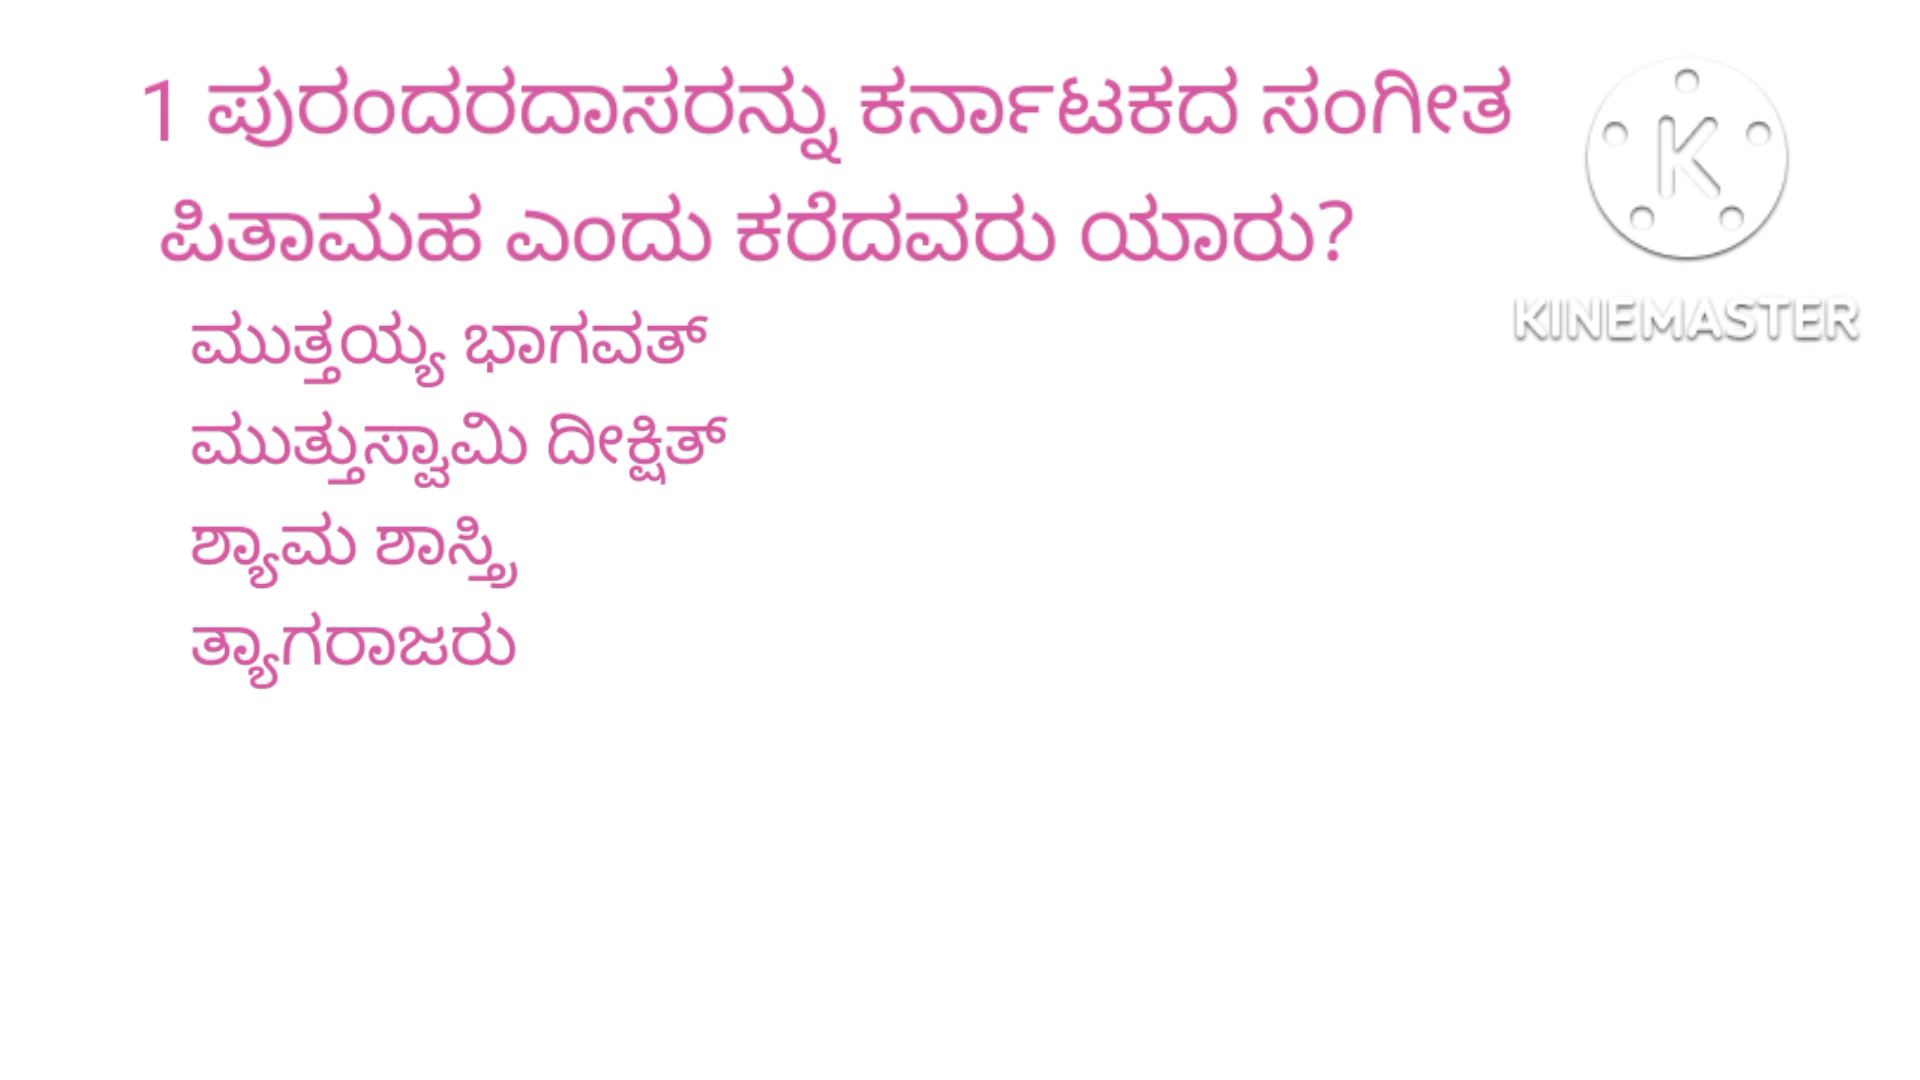 1 ಪುರಂದರದಾಸರನ್ನು ಕರ್ನಾಟಕದ ಸಂಗೀತ
ಪಿತಾಮಹ ಎಂದು ಕರೆದವರು ಯಾರು?
ಮುತ್ತಯ್ಯ ಭಾಗವತ್
ಮುತ್ತುಸ್ವಾಮಿ ದೀಕ್ಷಿತ್
ಶ್ಯಾಮ ಶಾಸ್ತ್ರಿ
ತ್ಯಾಗರಾಜರು
K
KINEMASTER